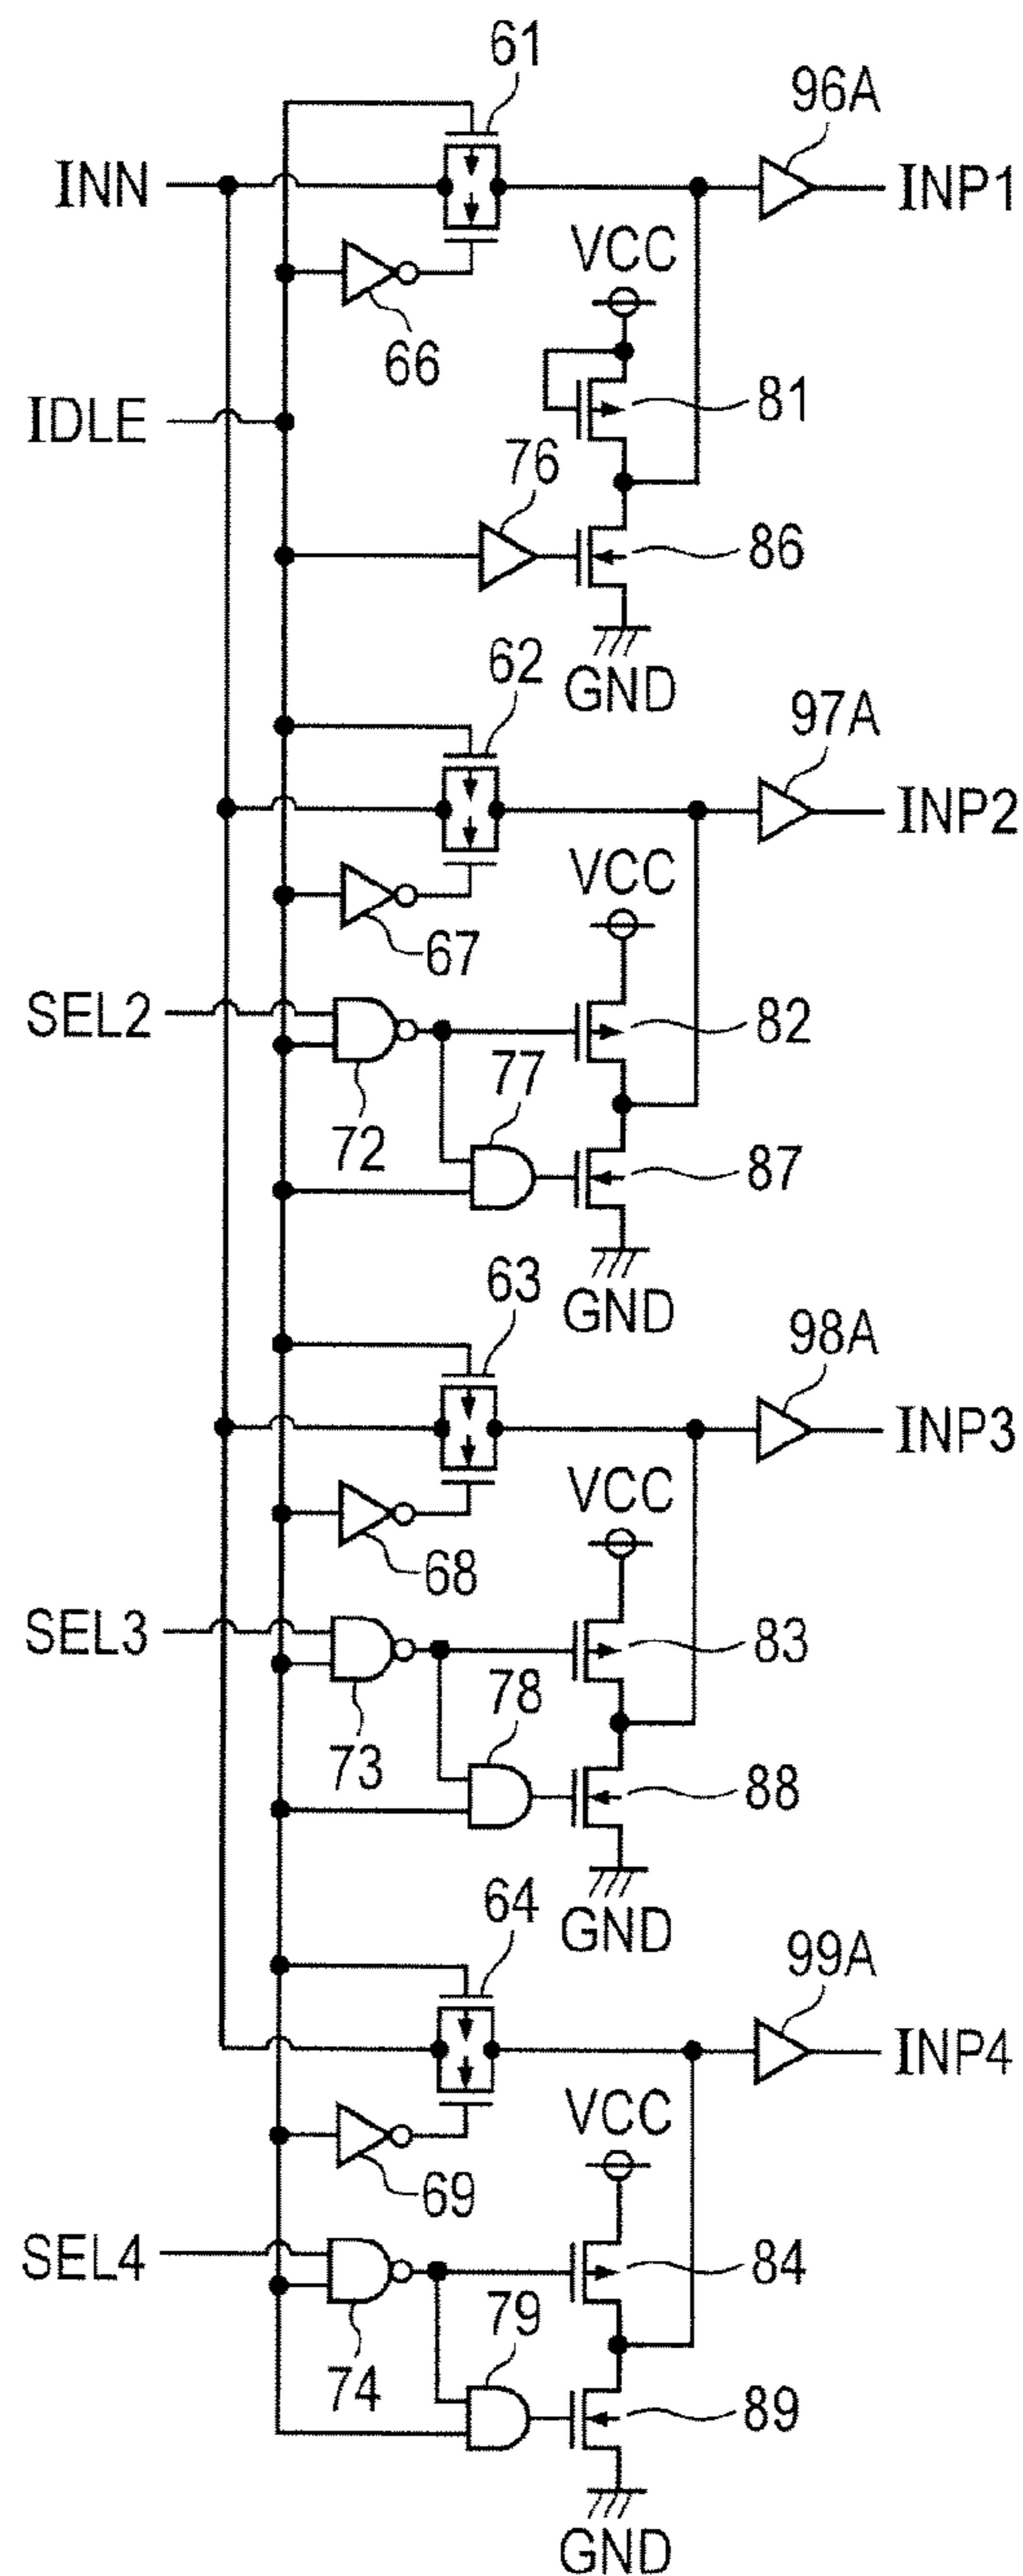 61
96A
INN
INP1
VCC
66
81
IDLE
76
86
GND
62
97A
INP2
VCC
67
SEL2
82
77
72
87
GND
63
98A
INP3
VCC
68
SEL3
83
78
73
88
GND
64
99A
INP4
VCC
69
SEL4
84
79
74
89
GND